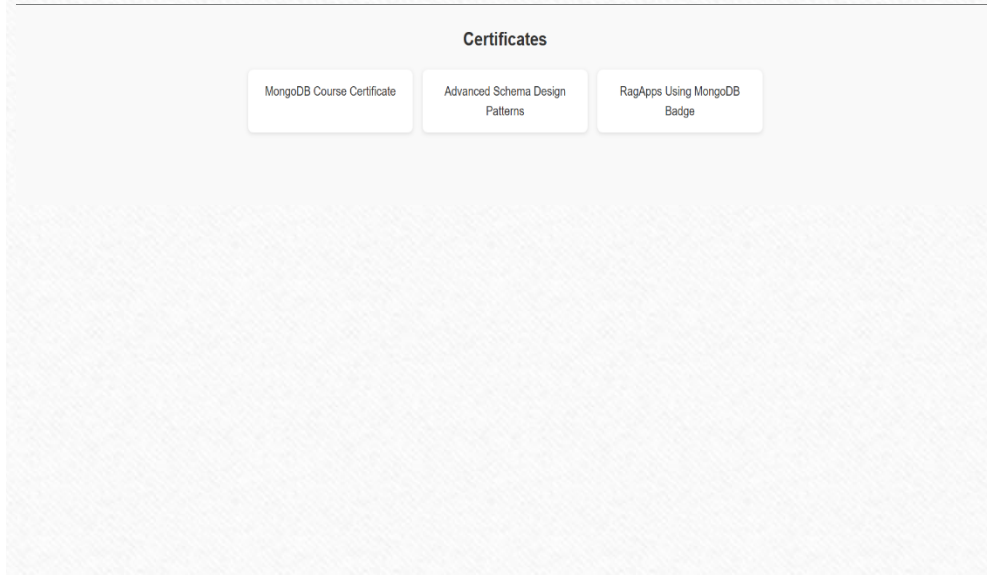 Certificates
MongoDB Course Certificate
Advanced Schema Design
Patterns
RagApps Using MongoDB
Badge